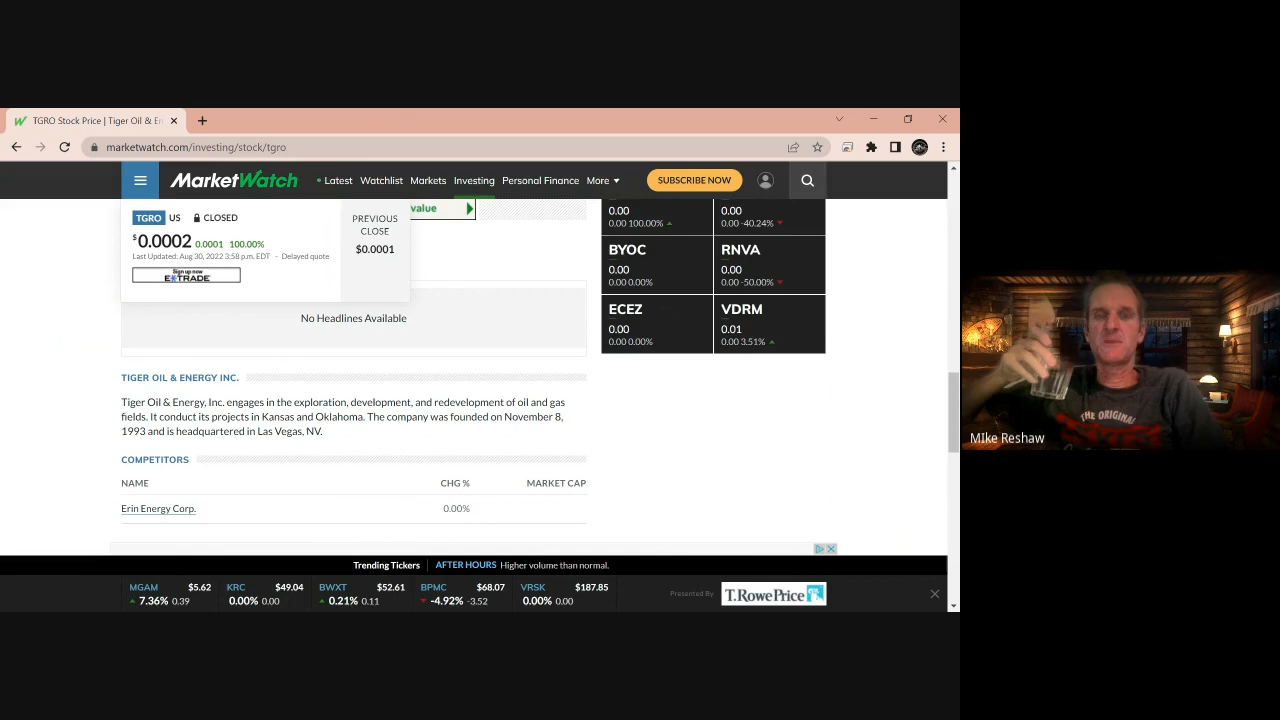 TGRO Stock Price | Tiger Oil & En
marketwatch.com/investing/stock/tgro
MarketWatch
Latest Watchlist Markets Investing Personal Finance More
SUBSCRIBE NOW
TGRO US CLOSED
$0.0002 0.0001 100.00%
Last Updated: Aug 30, 2022 3:58 p.m. EDT - Delayed quote
Sign up now
E*TRADE
PREVIOUS
CLOSE
$0.0001
value
0.00
0.00 100.00%
0.00
0.00 -40.24%
BYOC
0.00
0.00 0.00%
RNVA
0.00
0.00 -50.00%
ECEZ
0.00
0.00 0.00%
VDRM
0.01
0.00 3.51%
No Headlines Available
TIGER OIL & ENERGY INC.
Tiger Oil & Energy, Inc. engages in the exploration, development, and redevelopment of oil and gas
fields. It conduct its projects in Kansas and Oklahoma. The company was founded on November 8,
1993 and is headquartered in Las Vegas, NV.
COMPETITORS
NAME CHG % MARKET CAP
Erin Energy Corp. 0.00%
Trending Tickers AFTER HOURS Higher volume than normal.
MGAM $5.62
7.36% 0.39
KRC $49.04
0.00% 0.00
BWXT $52.61
0.21% 0.11
BPMC $68.07
-4.92% -3.52
VRSK $187.85
0.00% 0.00
Presented By
T.RowePrice
THE ORIGINAL
MIke Reshaw